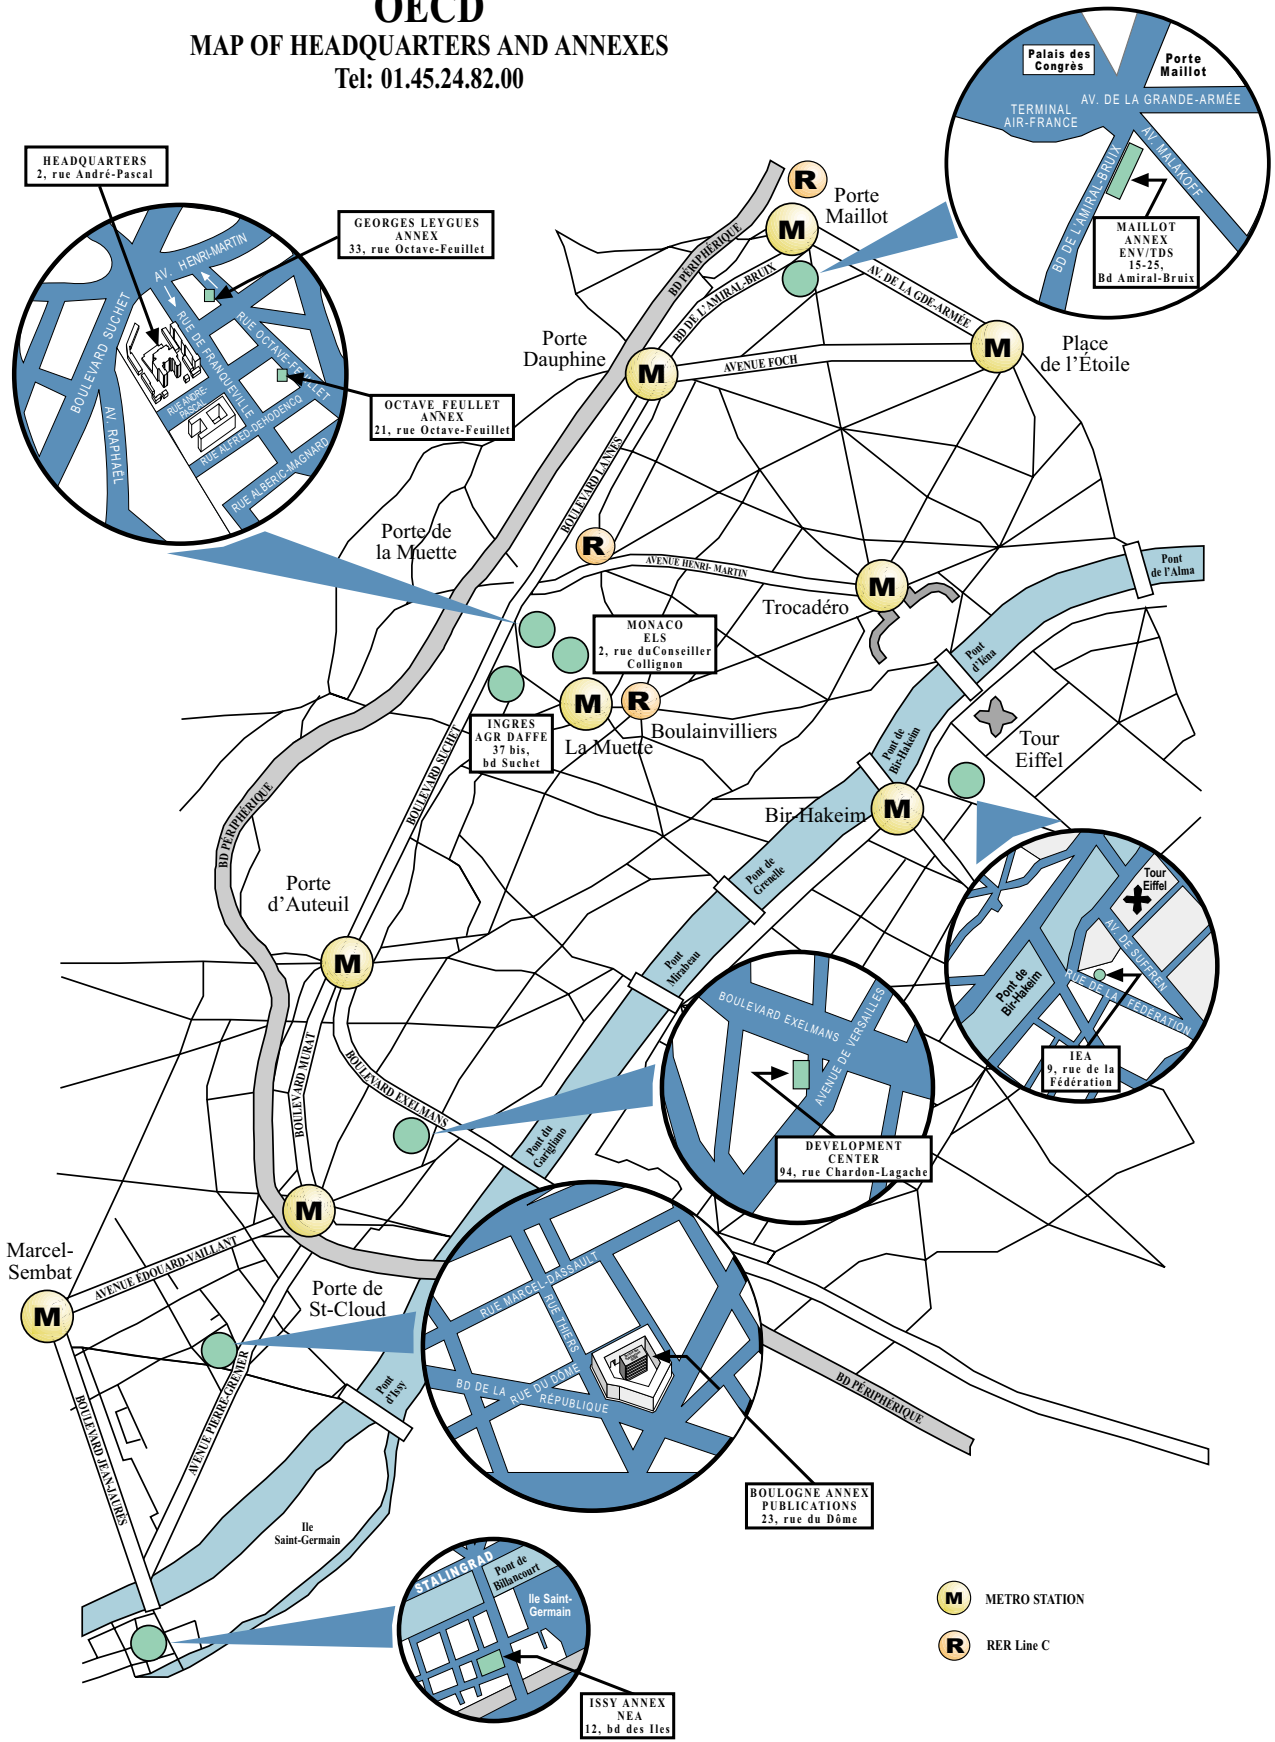 OECD
MAP OF HEADQUARTERS AND ANNEXES
Tel: 01.45.24.82.00
Palais des
Congrès
Porte
Maillot
AV. DE LA GRANDE-ARMÉE
TERMINAL
AIR-FRANCE
AV. MALAKOFF
BD DE L'AMIRAL-BRUIX
MAILLOT
ANNEX
ENV/TDS
15-25,
Bd Amiral-Bruix
HEADQUARTERS
2, rue André-Pascal
GEORGES LEYGUES
ANNEX
33, rue Octave-Feuillet
AV. HENRI-MARTIN
BOULEVARD SUCHET
RUE DE FRANQUEVILLE
RUE OCTAVE-FEUILLET
RUE ANDRE-
PASCAL
AV. RAPHAËL
RUE ALFRED-DEHODENCQ
RUE ALBERIC-MAGNARD
OCTAVE FEULLET
ANNEX
21, rue Octave-Feuillet
R
Porte
Maillot
M
BD PÉRIPHÉRIQUE
BD DE L'AMIRAL-BRUIX
AV. DE LA GDE-ARMÉE
Porte
Dauphine
M
AVENUE FOCH
M
Place
de l'Étoile
BOULEVARD LANNES
Porte de
la Muette
R
AVENUE HENRI- MARTIN
M
Trocadéro
Pont
de l'Alma
Pont
d'Iéna
MONACO
ELS
2, rue duConseiller
Collignon
M
R
La Muette
Boulainvilliers
INGRES
AGR DAFFE
37 bis,
bd Suchet
BOULEVARD SUCHET
Tour
Eiffel
Pont de
Bir-Hakeim
Bir-Hakeim
M
BD PÉRIPHÉRIQUE
Pont de
Grenelle
Porte
d'Auteuil
M
Pont
Mirabeau
Tour
Eiffel
AV. DE SUFFREN
RUE DE LA FÉDÉRATION
Pont de
Bir-Hakeim
IEA
9, rue de la
Fédération
BOULEVARD EXELMANS
AVENUE DE VERSAILLES
DEVELOPMENT
CENTER
94, rue Chardon-Lagache
BOULEVARD MURAT
BOULEVARD EXELMANS
Pont du
Garigliano
M
Marcel-
Sembat
M
AVENUE ÉDOUARD-VAILLANT
Porte de
St-Cloud
RUE MARCEL-DASSAULT
RUE THIERS
RUE DU DÔME
BD DE LA RÉPUBLIQUE
BD PÉRIPHÉRIQUE
Pont
d'Issy
AVENUE PIERRE-GRENIER
BOULEVARD JEAN-JAURÈS
BOULOGNE ANNEX
PUBLICATIONS
23, rue du Dôme
Ile
Saint-Germain
STALINGRAD
Pont de
Billancourt
Ile Saint-
Germain
ISSY ANNEX
NEA
12, bd des Iles
M METRO STATION
R RER Line C